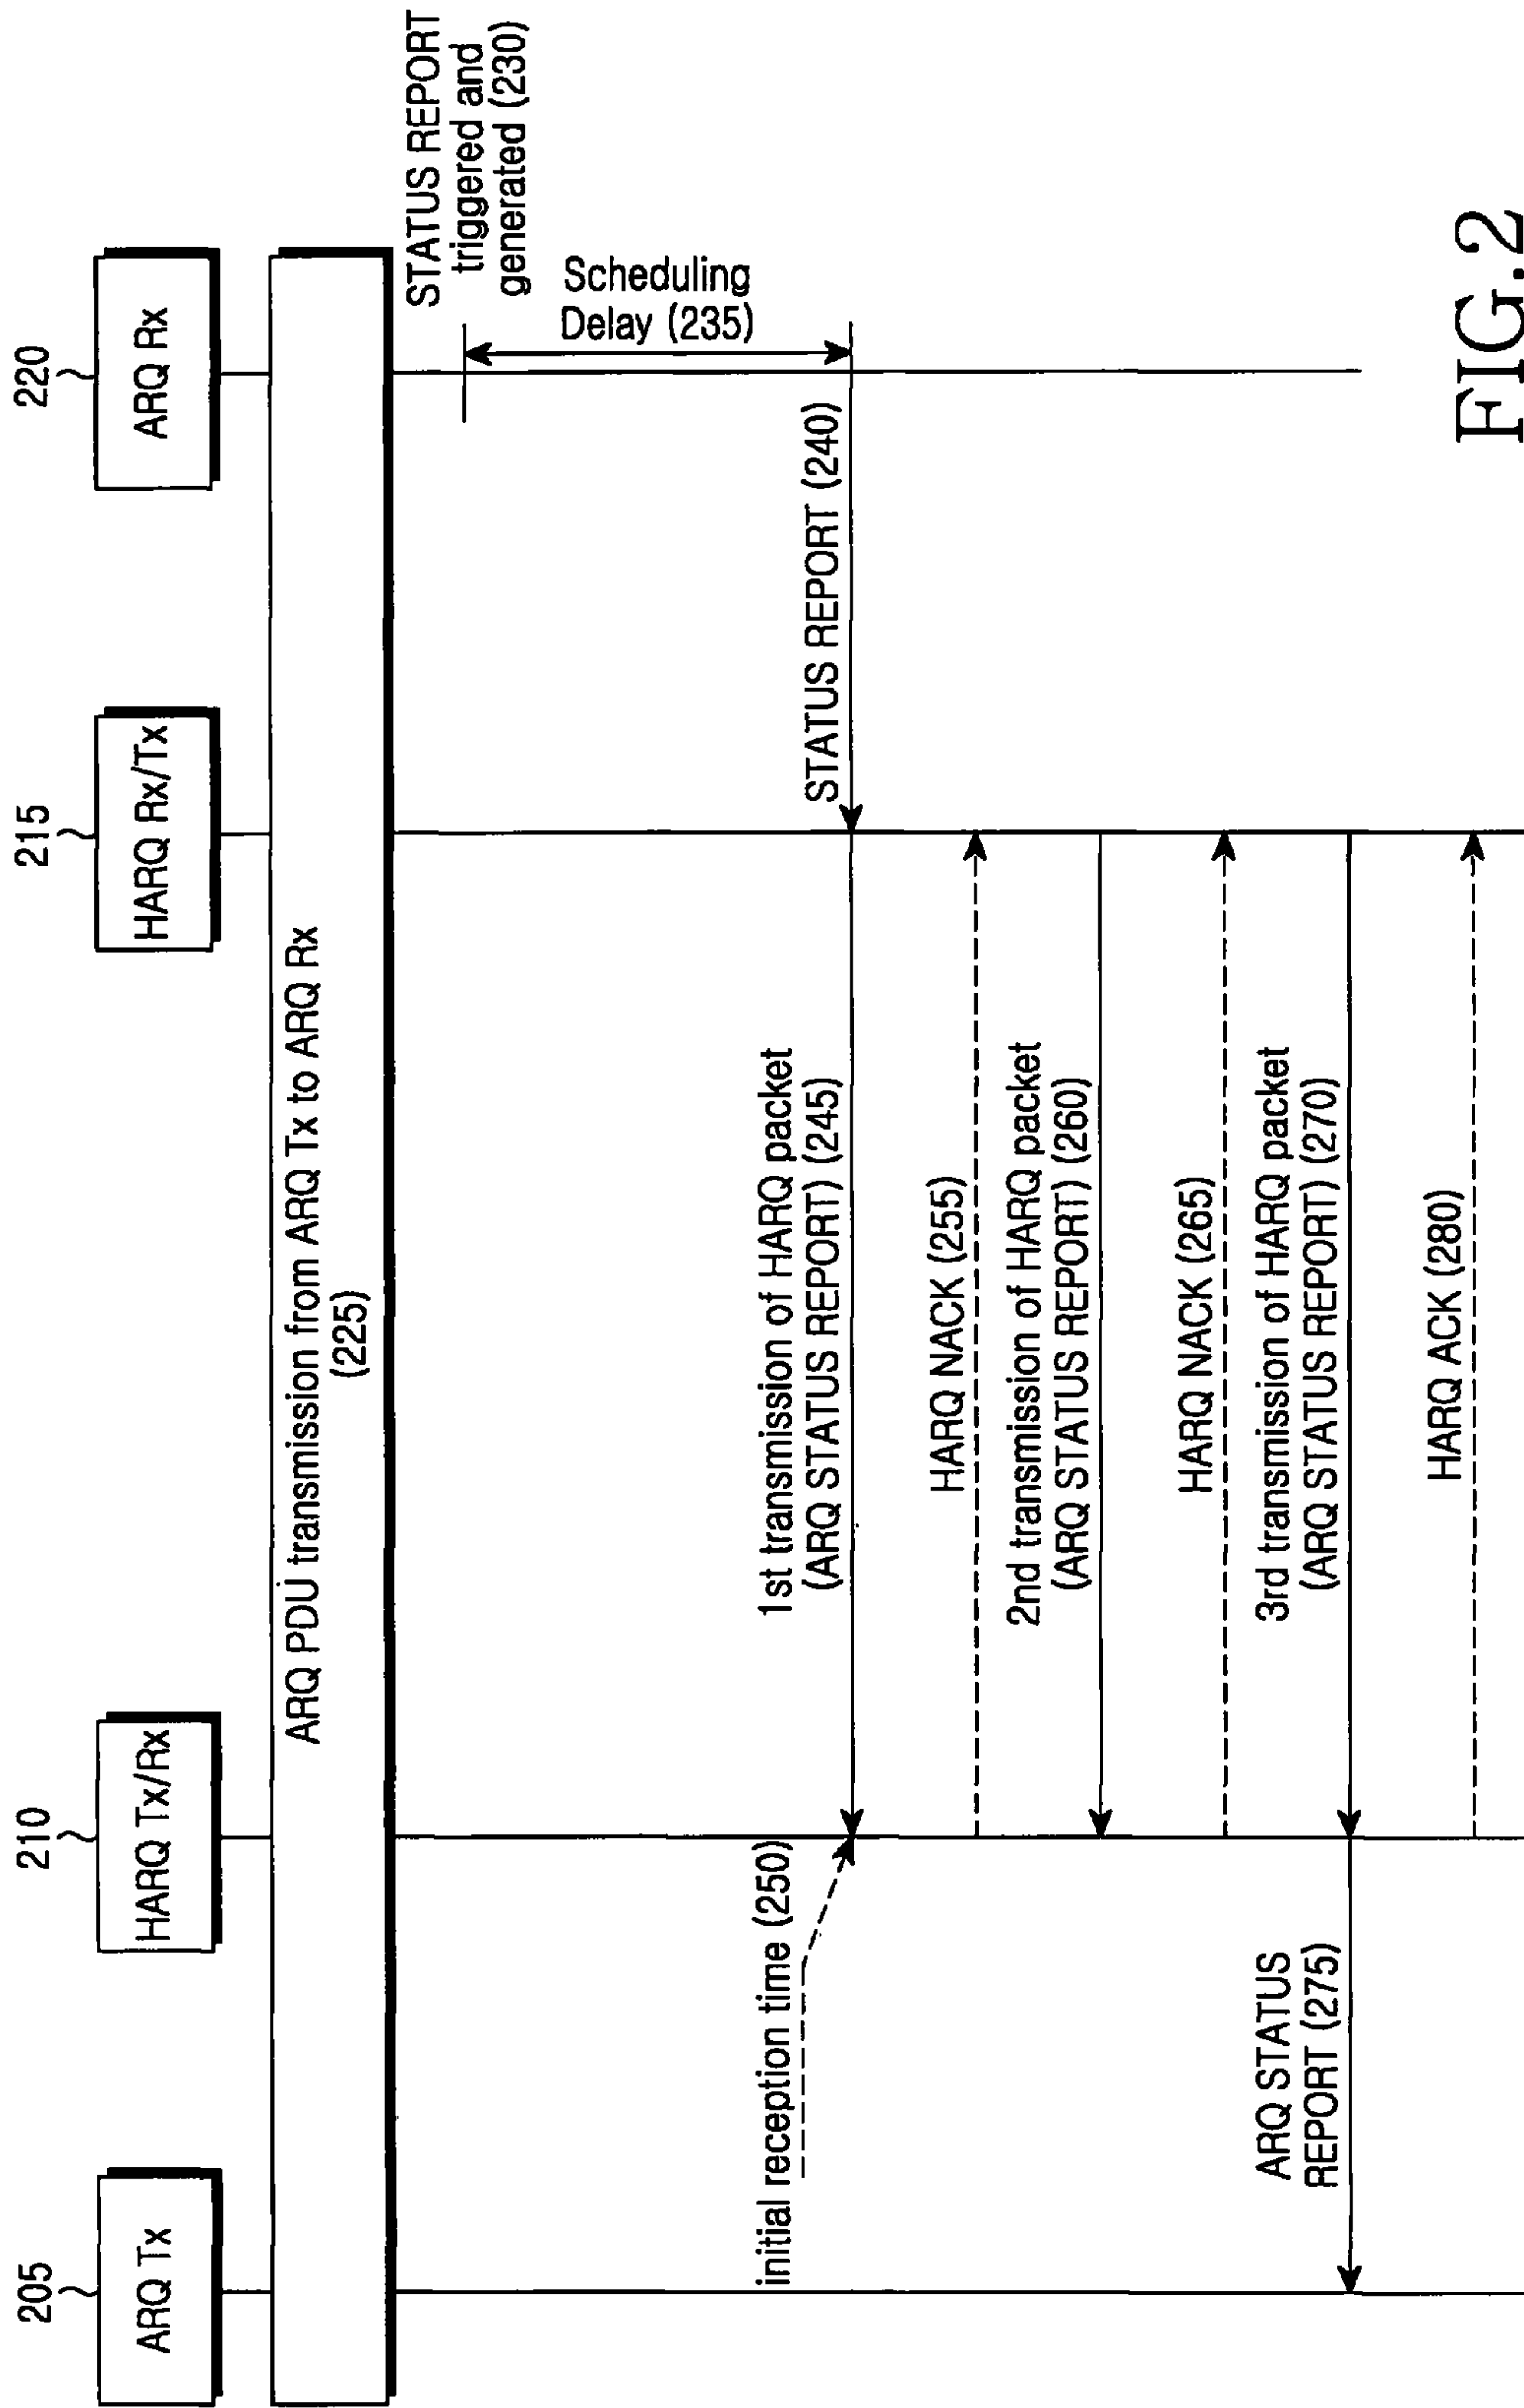 205
210
215
220
ARQ Tx
HARQ Tx/Rx
HARQ Rx/Tx
ARQ Rx
ARQ PDU transmission from ARQ Tx to ARQ Rx
(225)
STATUS REPORT
triggered and
generated (230)
Scheduling
Delay (235)
STATUS REPORT (240)
1st transmission of HARQ packet
(ARQ STATUS REPORT) (245)
initial reception time (250)
HARQ NACK (255)
2nd transmission of HARQ packet
(ARQ STATUS REPORT) (260)
HARQ NACK (265)
3rd transmission of HARQ packet
(ARQ STATUS REPORT) (270)
ARQ STATUS
REPORT (275)
HARQ ACK (280)
FIG.2